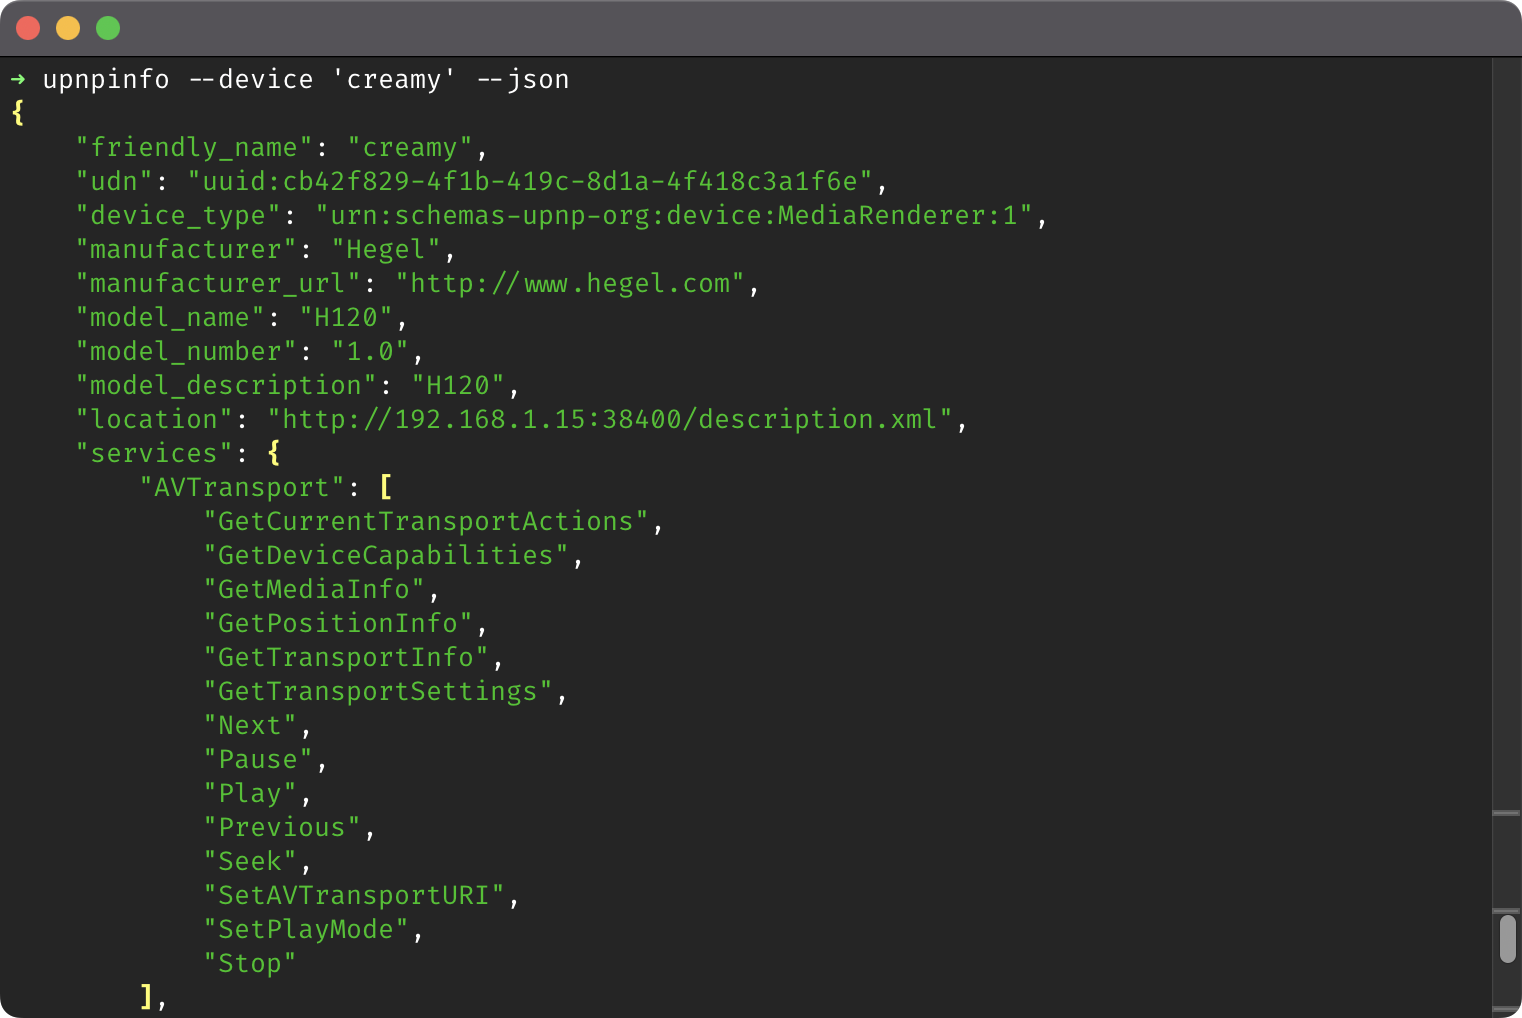 ➜ upnpinfo --device 'creamy' --json
{
    "friendly_name": "creamy",
    "udn": "uuid:cb42f829-4f1b-419c-8d1a-4f418c3a1f6e",
    "device_type": "urn:schemas-upnp-org:device:MediaRenderer:1",
    "manufacturer": "Hegel",
    "manufacturer_url": "http://www.hegel.com",
    "model_name": "H120",
    "model_number": "1.0",
    "model_description": "H120",
    "location": "http://192.168.1.15:38400/description.xml",
    "services": {
        "AVTransport": [
            "GetCurrentTransportActions",
            "GetDeviceCapabilities",
            "GetMediaInfo",
            "GetPositionInfo",
            "GetTransportInfo",
            "GetTransportSettings",
            "Next",
            "Pause",
            "Play",
            "Previous",
            "Seek",
            "SetAVTransportURI",
            "SetPlayMode",
            "Stop"
        ],